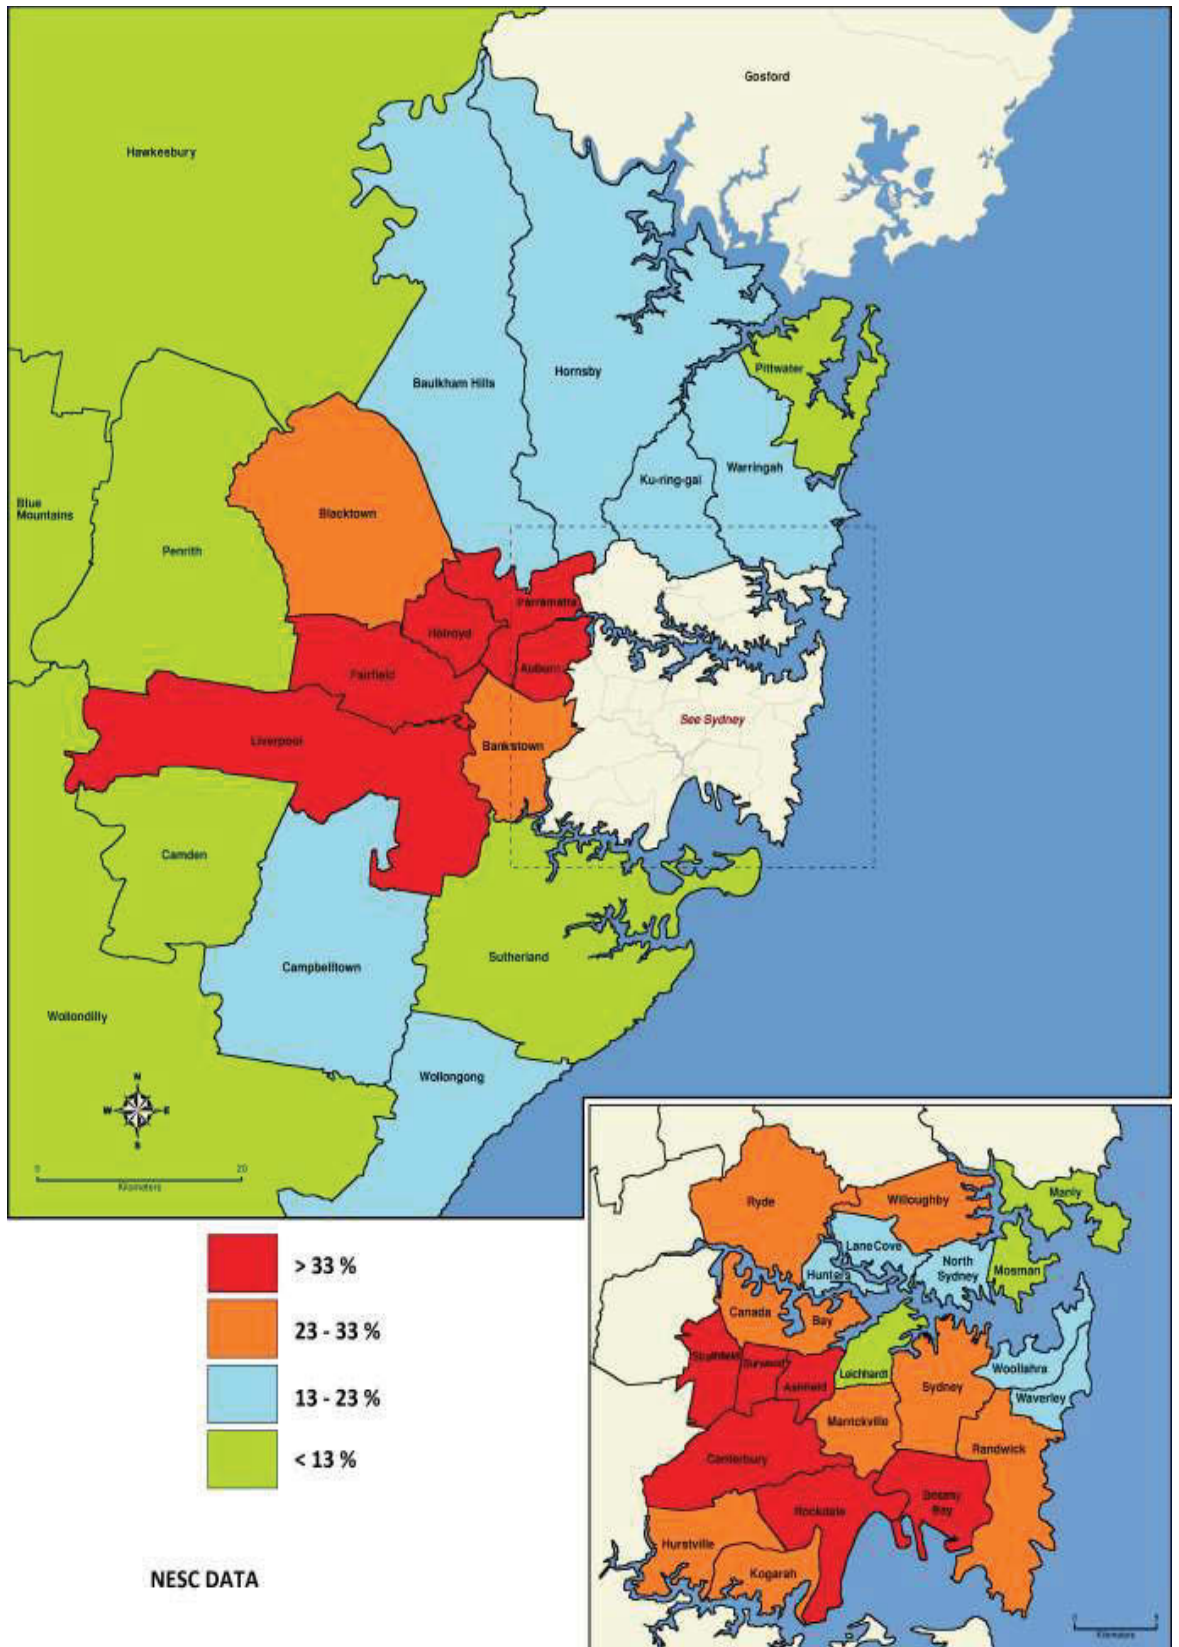 Gosford
Hawkesbury
Baulkham Hills
Hornsby
Pittwater
Ku-ring-gai
Warringah
Blue
Mountains
Penrith
Blacktown
Parramatta
Holroyd
Auburn
Fairfield
See Sydney
Liverpool
Bankstown
Camden
Campbelltown
Sutherland
Wollondilly
Wollongong
N
W E
S
0 20
Kilometers
> 33 %
23 - 33 %
13 - 23 %
< 13 %
NESC DATA
Ryde
Willoughby
Manly
Lane Cove
Hunters
North
Sydney
Mosman
Canada
Bay
Strathfield
Burwood
Ashfield
Leichhardt
Woollahra
Waverley
Sydney
Marrickville
Randwick
Canterbury
Rockdale
Botany
Bay
Hurstville
Kogarah
Kilometers